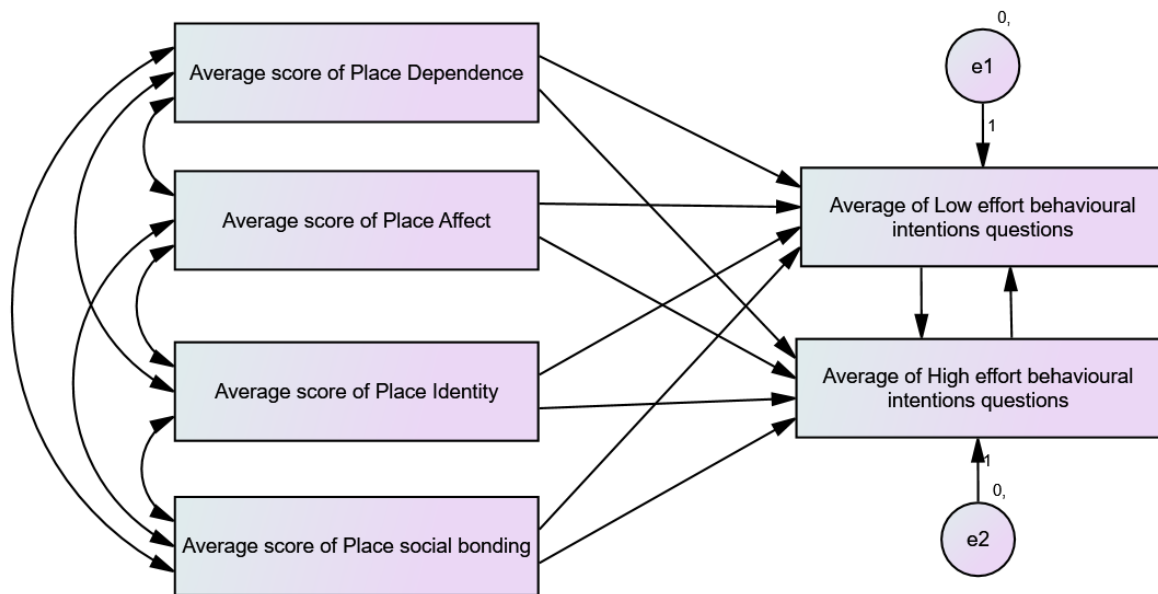 0,
e1
1
Average score of Place Dependence
Average of Low effort behavioural
intentions questions
Average score of Place Affect
Average of High effort behavioural
intentions questions
Average score of Place Identity
1
0,
e2
Average score of Place social bonding